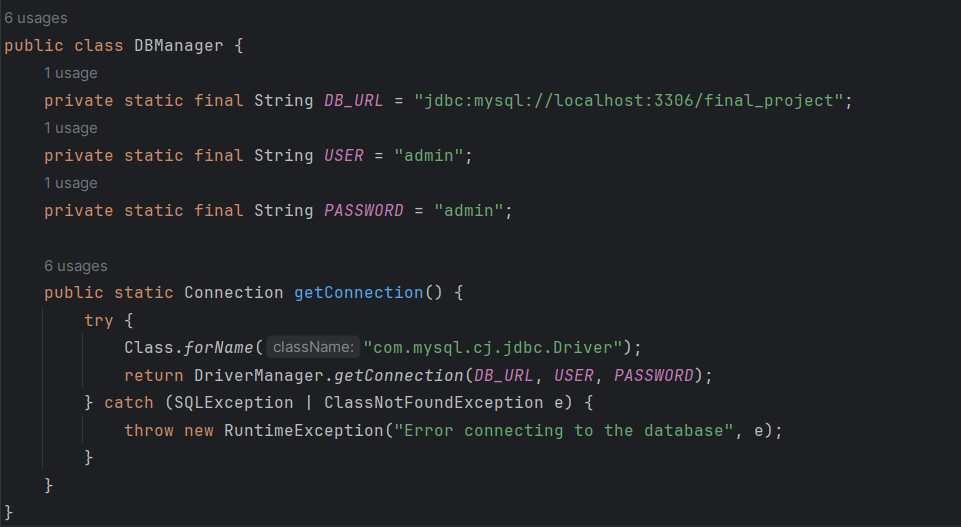 6 usages
public class DBManager {
1 usage
private static final String DB_URL = "jdbc:mysql://localhost:3306/final_project";
1 usage
private static final String USER = "admin";
1 usage
private static final String PASSWORD = "admin";
6 usages
public static Connection getConnection() {
try {
Class.forName( className: "com.mysql.cj.jdbc.Driver");
return DriverManager.getConnection(DB_URL, USER, PASSWORD);
} catch (SQLException | ClassNotFoundException e) {
throw new RuntimeException("Error connecting to the database", e);
}
}
}